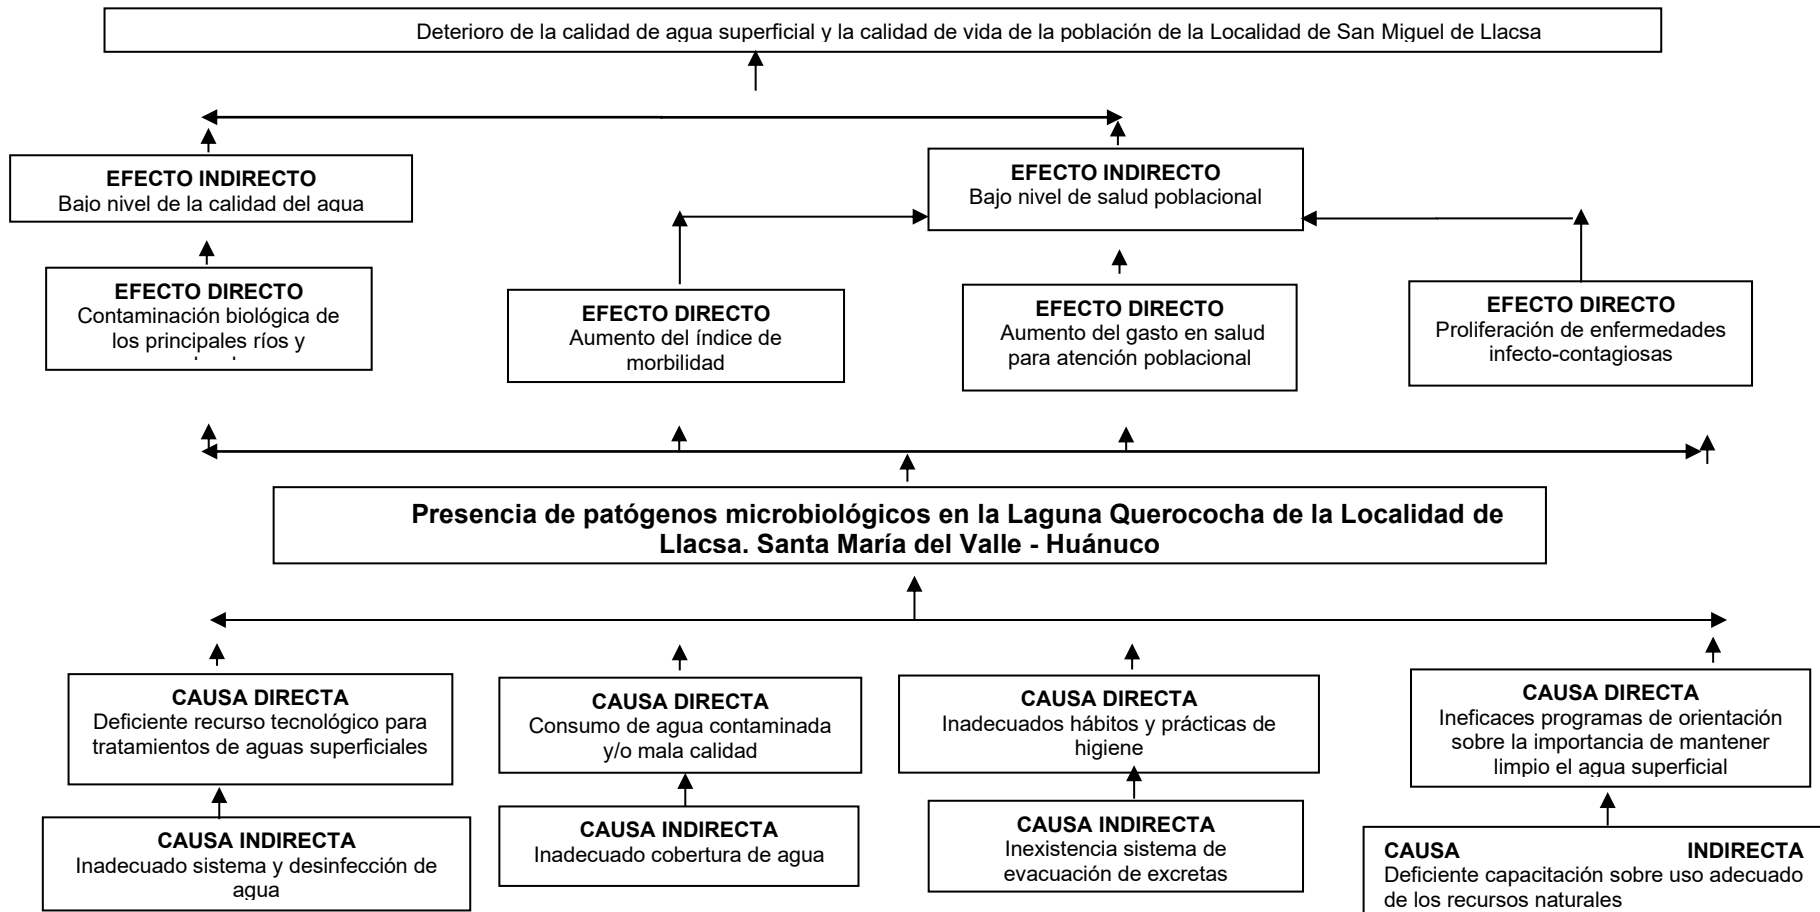 Deterioro de la calidad de agua superficial y la calidad de vida de la población de la Localidad de San Miguel de Llacsa
EFECTO INDIRECTO
Bajo nivel de la calidad del agua
EFECTO INDIRECTO
Bajo nivel de salud poblacional
EFECTO DIRECTO
Contaminación biológica de
los principales ríos y
EFECTO DIRECTO
Aumento del índice de
morbilidad
EFECTO DIRECTO
Aumento del gasto en salud
para atención poblacional
EFECTO DIRECTO
Proliferación de enfermedades
infecto-contagiosas
Presencia de patógenos microbiológicos en la Laguna Querococha de la Localidad de
Llacsa. Santa María del Valle - Huánuco
CAUSA DIRECTA
Deficiente recurso tecnológico para
tratamientos de aguas superficiales
CAUSA DIRECTA
Consumo de agua contaminada
y/o mala calidad
CAUSA DIRECTA
Inadecuados hábitos y prácticas de
higiene
CAUSA DIRECTA
Ineficaces programas de orientación
sobre la importancia de mantener
limpio el agua superficial
CAUSA INDIRECTA
Inadecuado sistema y desinfección de
agua
CAUSA INDIRECTA
Inadecuado cobertura de agua
CAUSA INDIRECTA
Inexistencia sistema de
evacuación de excretas
CAUSA INDIRECTA
Deficiente capacitación sobre uso adecuado
de los recursos naturales